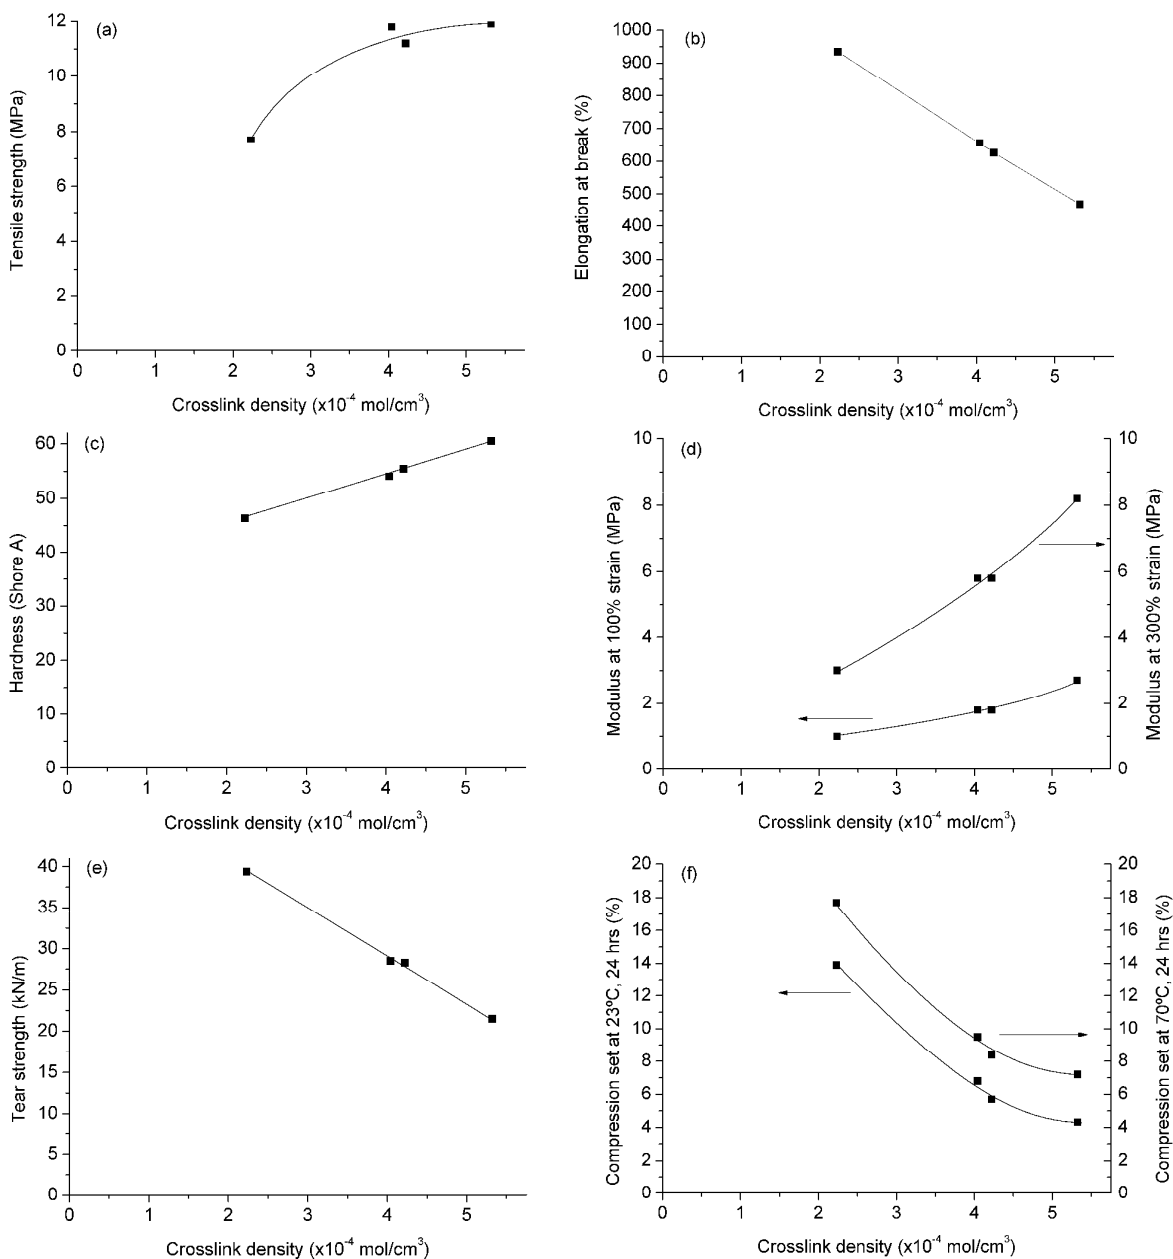 (a)
12
10
8
6
4
2
0
Tensile strength (MPa)
0 1 2 3 4 5
Crosslink density (x10⁻⁴ mol/cm³)
(b)
1000
900
800
700
600
500
400
300
200
100
0
Elongation at break (%)
0 1 2 3 4 5
Crosslink density (x10⁻⁴ mol/cm³)
(c)
60
50
40
30
20
10
0
Hardness (Shore A)
0 1 2 3 4 5
Crosslink density (x10⁻⁴ mol/cm³)
(d)
10
8
6
4
2
0
Modulus at 100% strain (MPa)
10
8
6
4
2
0
Modulus at 300% strain (MPa)
0 1 2 3 4 5
Crosslink density (x10⁻⁴ mol/cm³)
(e)
40
35
30
25
20
15
10
5
0
Tear strength (kN/m)
0 1 2 3 4 5
Crosslink density (x10⁻⁴ mol/cm³)
(f)
20
18
16
14
12
10
8
6
4
2
0
Compression set at 23ºC, 24 hrs (%)
20
18
16
14
12
10
8
6
4
2
0
Compression set at 70ºC, 24 hrs (%)
0 1 2 3 4 5
Crosslink density (x10⁻⁴ mol/cm³)